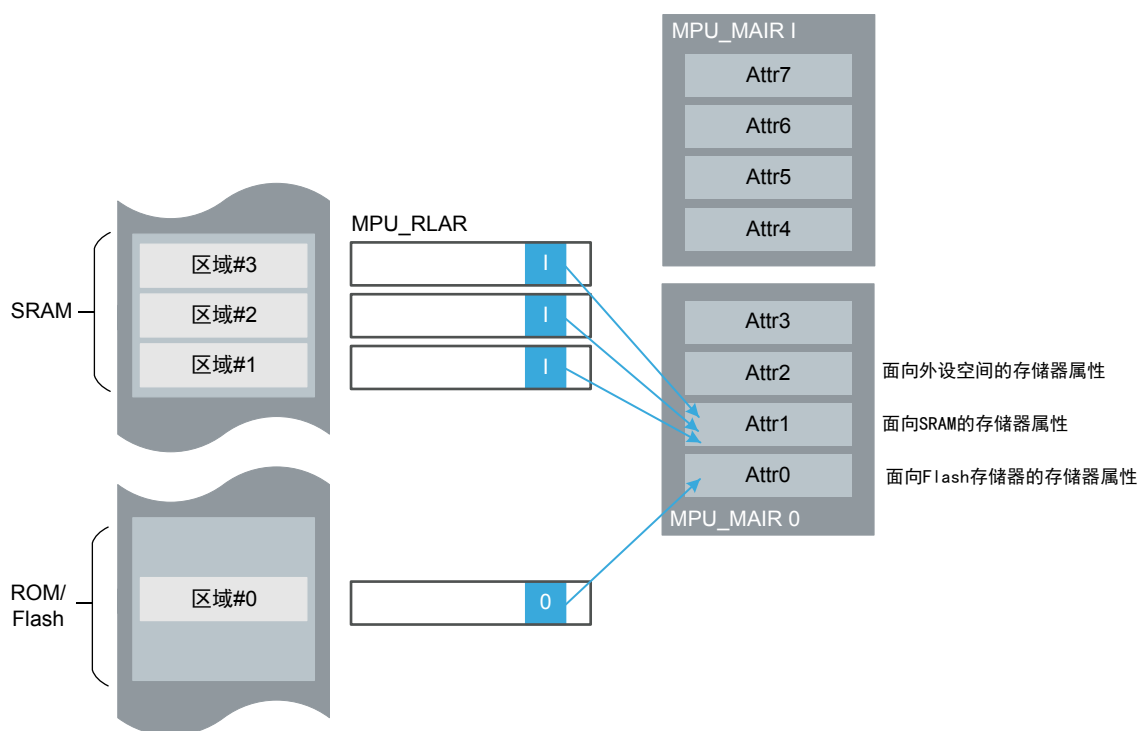 MPU_MAIR I
Attr7
Attr6
Attr5
Attr4
MPU_RLAR
SRAM
区域#3
I
区域#2
I
区域#1
I
Attr3
Attr2
面向外设空间的存储器属性
Attr1
面向SRAM的存储器属性
Attr0
面向Flash存储器的存储器属性
MPU_MAIR 0
ROM/
Flash
区域#0
0